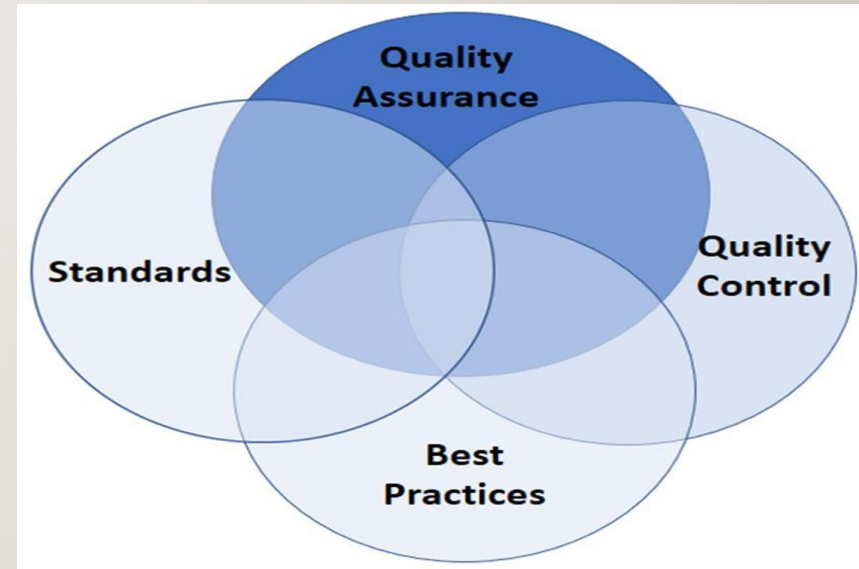 Quality
Assurance
Standards
Quality
Control
Best
Practices